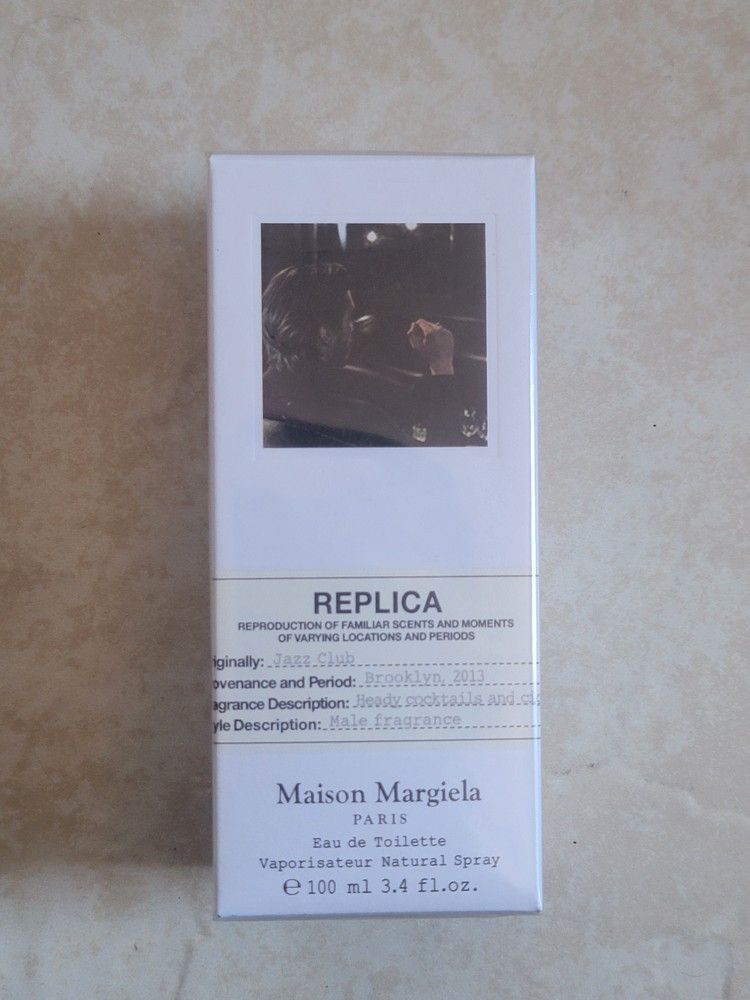 REPLICA
REPRODUCTION OF FAMILIAR SCENTS AND MOMENTS
OF VARYING LOCATIONS AND PERIODS
iginally: Jazz Club
ovenance and Period: Brooklyn, 2013
agrance Description: Heady cocktails and ci
yle Description: Male fragrance
Maison Margiela
PARIS
Eau de Toilette
Vaporisateur Natural Spray
℮ 100 ml 3.4 fl.oz.